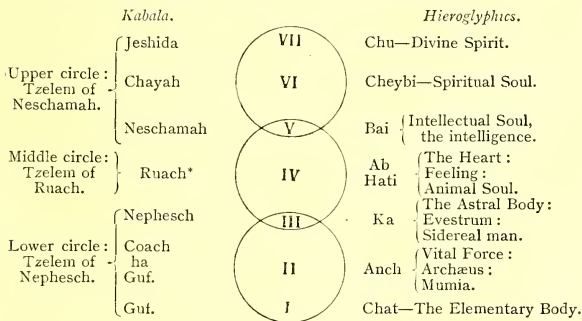 Kabala. Hieroglyphics.
Jeshida VII Chu—Divine Spirit.
Upper circle:
Tzelem of
Neschamah.
Chayah VI Cheybi—Spiritual Soul.
Neschamah V Bai Intellectual Soul,
the intelligence.
Middle circle:
Tzelem of
Ruach.
Ruach* IV Ab
Hati
The Heart:
Feeling:
Animal Soul.
Nephesch III Ka The Astral Body:
Evestrum:
Sidereal man.
Lower circle:
Tzelem of
Nephesch.
Coach
ha
Guf.
II Anch Vital Force:
Archæus:
Mumia.
Guf. I Chat—The Elementary Body.